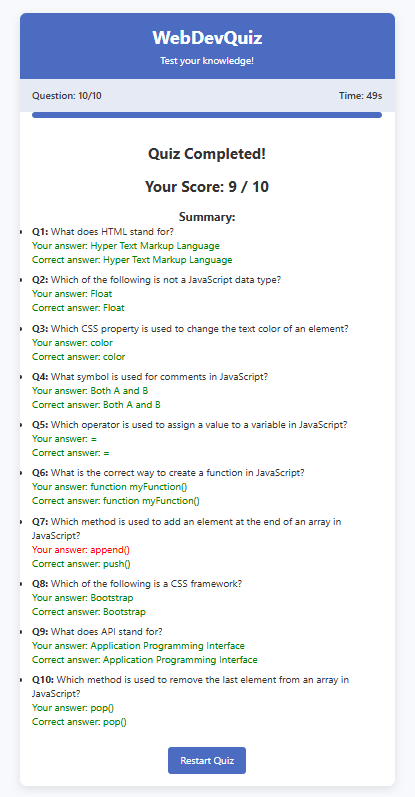 WebDevQuiz
Test your knowledge!
Question: 10/10
Time: 49s
Quiz Completed!
Your Score: 9 / 10
Summary:
Q1: What does HTML stand for?
Your answer: Hyper Text Markup Language
Correct answer: Hyper Text Markup Language
Q2: Which of the following is not a JavaScript data type?
Your answer: Float
Correct answer: Float
Q3: Which CSS property is used to change the text color of an element?
Your answer: color
Correct answer: color
Q4: What symbol is used for comments in JavaScript?
Your answer: Both A and B
Correct answer: Both A and B
Q5: Which operator is used to assign a value to a variable in JavaScript?
Your answer: =
Correct answer: =
Q6: What is the correct way to create a function in JavaScript?
Your answer: function myFunction()
Correct answer: function myFunction()
Q7: Which method is used to add an element at the end of an array in
JavaScript?
Your answer: append()
Correct answer: push()
Q8: Which of the following is a CSS framework?
Your answer: Bootstrap
Correct answer: Bootstrap
Q9: What does API stand for?
Your answer: Application Programming Interface
Correct answer: Application Programming Interface
Q10: Which method is used to remove the last element from an array in
JavaScript?
Your answer: pop()
Correct answer: pop()
Restart Quiz